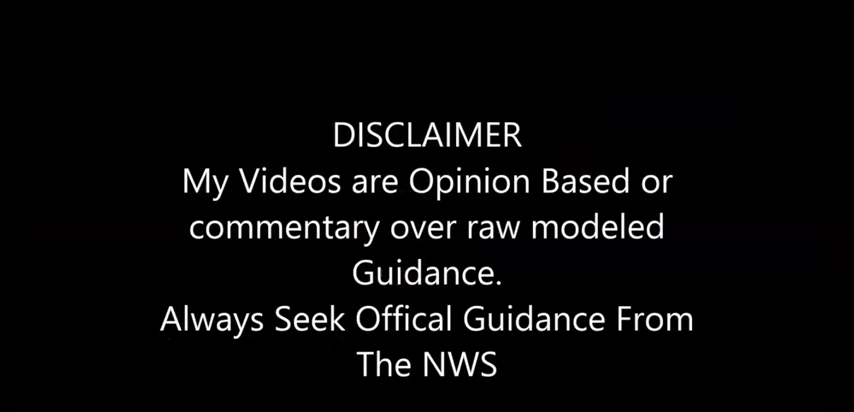 DISCLAIMER
My Videos are Opinion Based or
commentary over raw modeled
Guidance.
Always Seek Offical Guidance From
The NWS